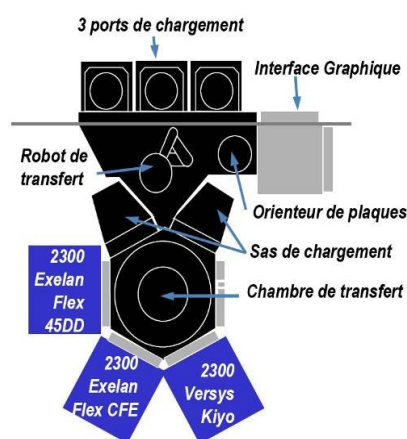 3 ports de chargement
Interface Graphique
Robot de
transfert
Orienteur de plaques
Sas de chargement
Chambre de transfert
2300
Exelan
Flex
45DD
2300
Exelan
Flex CFE
2300
Versys
Kiyo